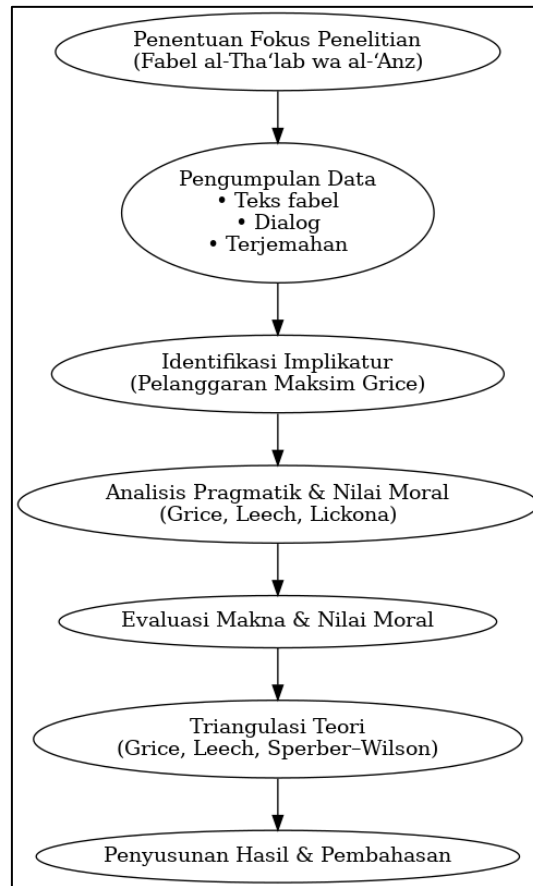 Penentuan Fokus Penelitian
(Fabel al-Tha‘lab wa al-‘Anz)
Pengumpulan Data
• Teks fabel
• Dialog
• Terjemahan
Identifikasi Implikatur
(Pelanggaran Maksim Grice)
Analisis Pragmatik & Nilai Moral
(Grice, Leech, Lickona)
Evaluasi Makna & Nilai Moral
Triangulasi Teori
(Grice, Leech, Sperber–Wilson)
Penyusunan Hasil & Pembahasan